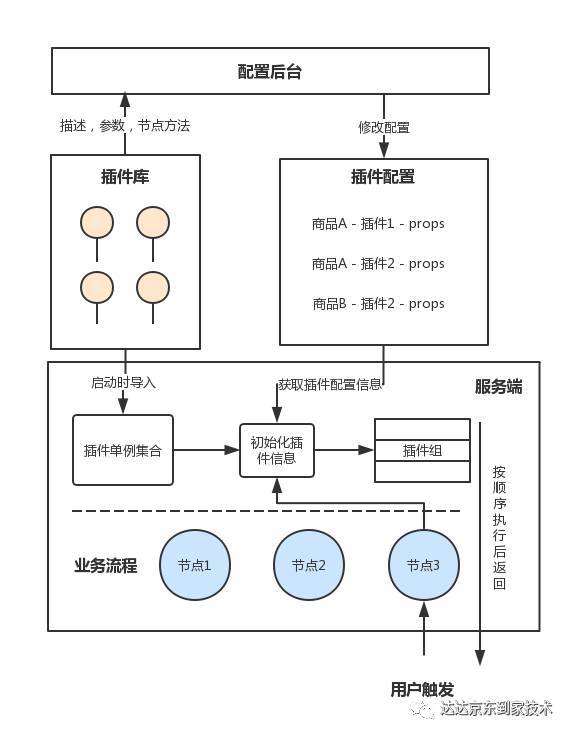 配置后台
描述，参数，节点方法
修改配置
插件库
插件配置
商品A - 插件1 - props
商品A - 插件2 - props
商品B - 插件2 - props
启动时导入
获取插件配置信息
服务端
插件单例集合
初始化插
件信息
插件组
按顺序执行后返回
业务流程
节点1
节点2
节点3
用户触发
达达京东到家技术